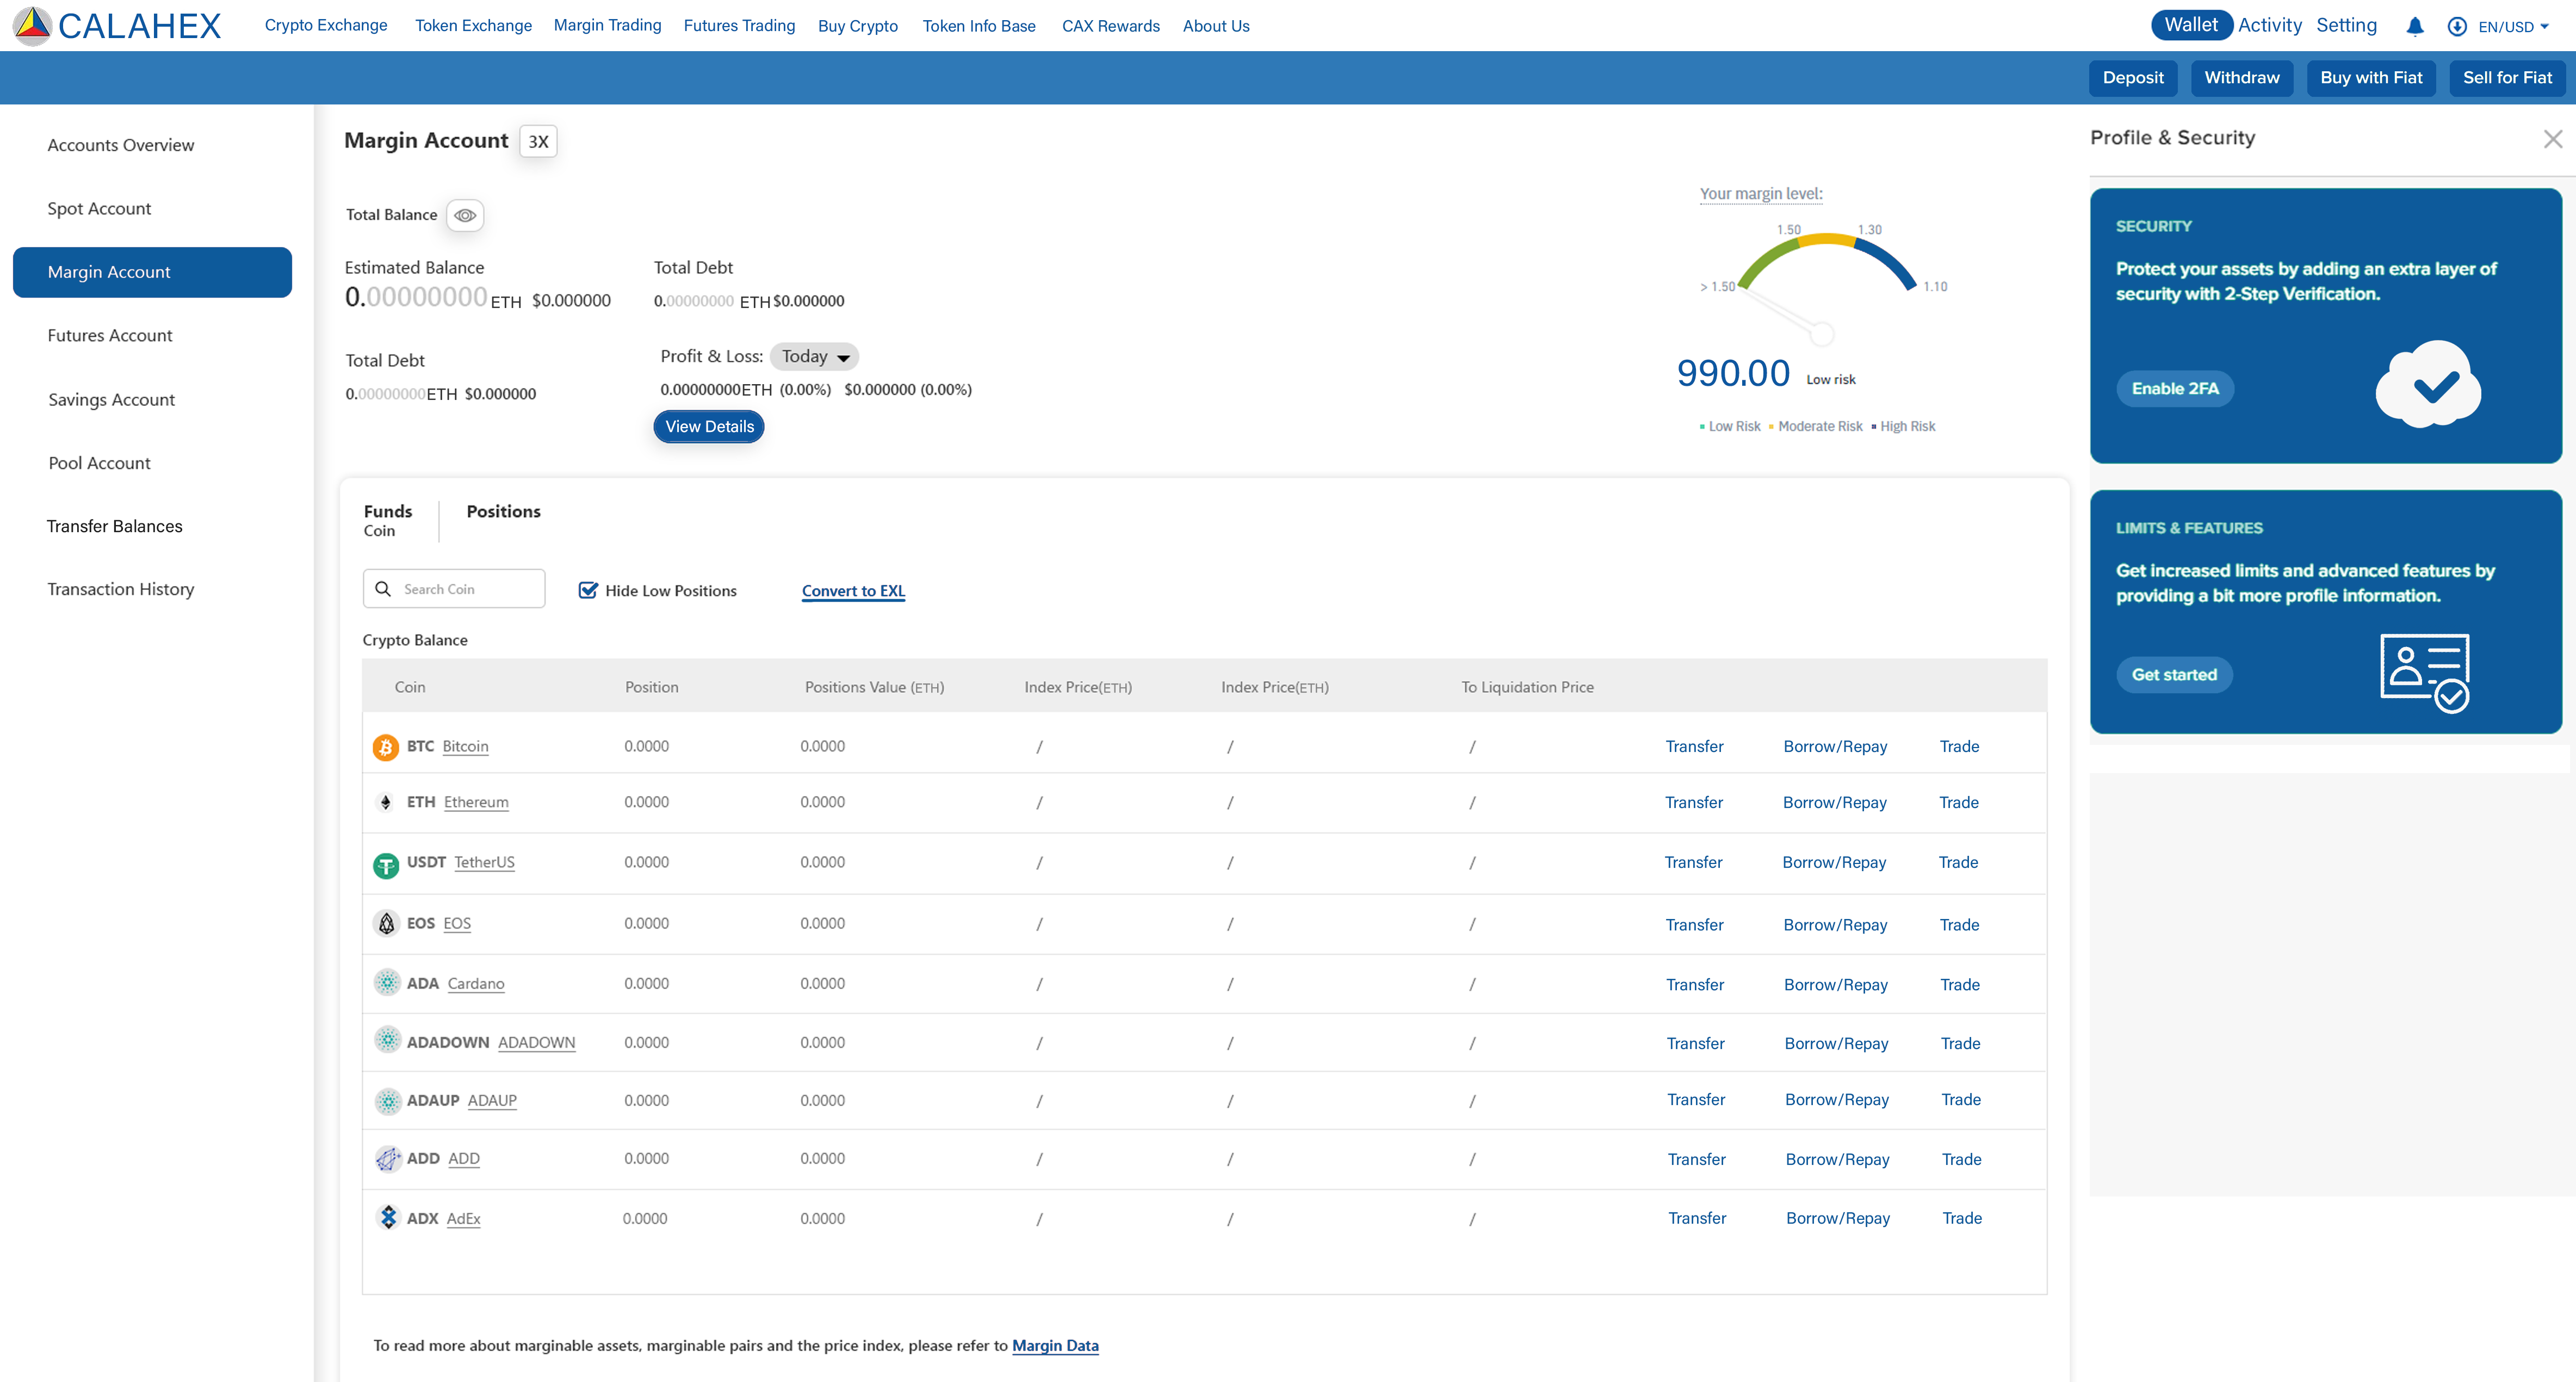 CALAHEX Crypto Exchange Token Exchange Margin Trading Futures Trading Buy Crypto Token Info Base CAX Rewards About Us Wallet Activity Setting EN/USD
Deposit Withdraw Buy with Fiat Sell for Fiat
Accounts Overview
Spot Account
Margin Account
Futures Account
Savings Account
Pool Account
Transfer Balances
Transaction History
Margin Account 3X
Total Balance
Estimated Balance
0.00000000 ETH $0.000000
Total Debt
0.00000000 ETH $0.000000
Total Debt
0.00000000 ETH $0.000000
Profit & Loss: Today
0.00000000 ETH (0.00%) $0.000000 (0.00%)
View Details
Your margin level:
1.50 1.30
> 1.50 1.10
990.00 Low risk
Low Risk Moderate Risk High Risk
Funds Positions
Coin
Search Coin Hide Low Positions Convert to EXL
Crypto Balance
Coin Position Positions Value (ETH) Index Price(ETH) Index Price(ETH) To Liquidation Price
BTC Bitcoin 0.0000 0.0000 / / / Transfer Borrow/Repay Trade
ETH Ethereum 0.0000 0.0000 / / / Transfer Borrow/Repay Trade
USDT TetherUS 0.0000 0.0000 / / / Transfer Borrow/Repay Trade
EOS EOS 0.0000 0.0000 / / / Transfer Borrow/Repay Trade
ADA Cardano 0.0000 0.0000 / / / Transfer Borrow/Repay Trade
ADADOWN ADADOWN 0.0000 0.0000 / / / Transfer Borrow/Repay Trade
ADAUP ADAUP 0.0000 0.0000 / / / Transfer Borrow/Repay Trade
ADD ADD 0.0000 0.0000 / / / Transfer Borrow/Repay Trade
ADX AdEx 0.0000 0.0000 / / / Transfer Borrow/Repay Trade
To read more about marginable assets, marginable pairs and the price index, please refer to Margin Data
Profile & Security
SECURITY
Protect your assets by adding an extra layer of
security with 2-Step Verification.
Enable 2FA
LIMITS & FEATURES
Get increased limits and advanced features by
providing a bit more profile information.
Get started